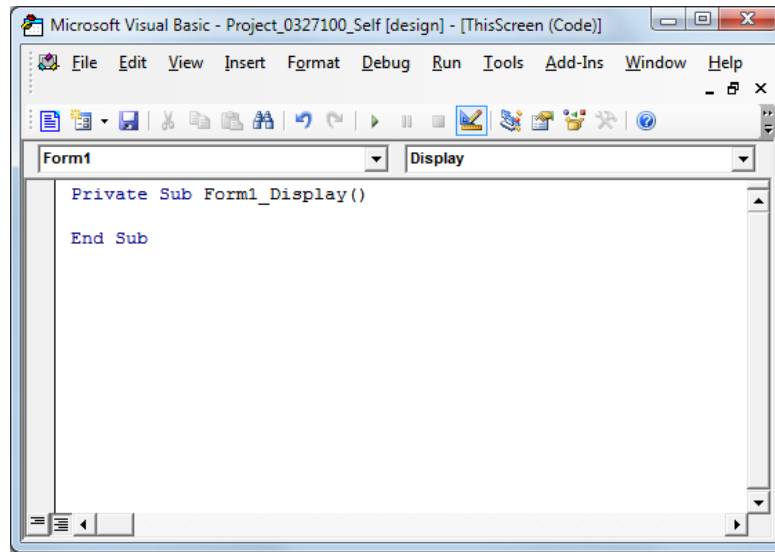 Microsoft Visual Basic - Project_0327100_Self [design] - [ThisScreen (Code)]
File Edit View Insert Format Debug Run Tools Add-Ins Window Help
Form1 Display
Private Sub Form1_Display()
End Sub